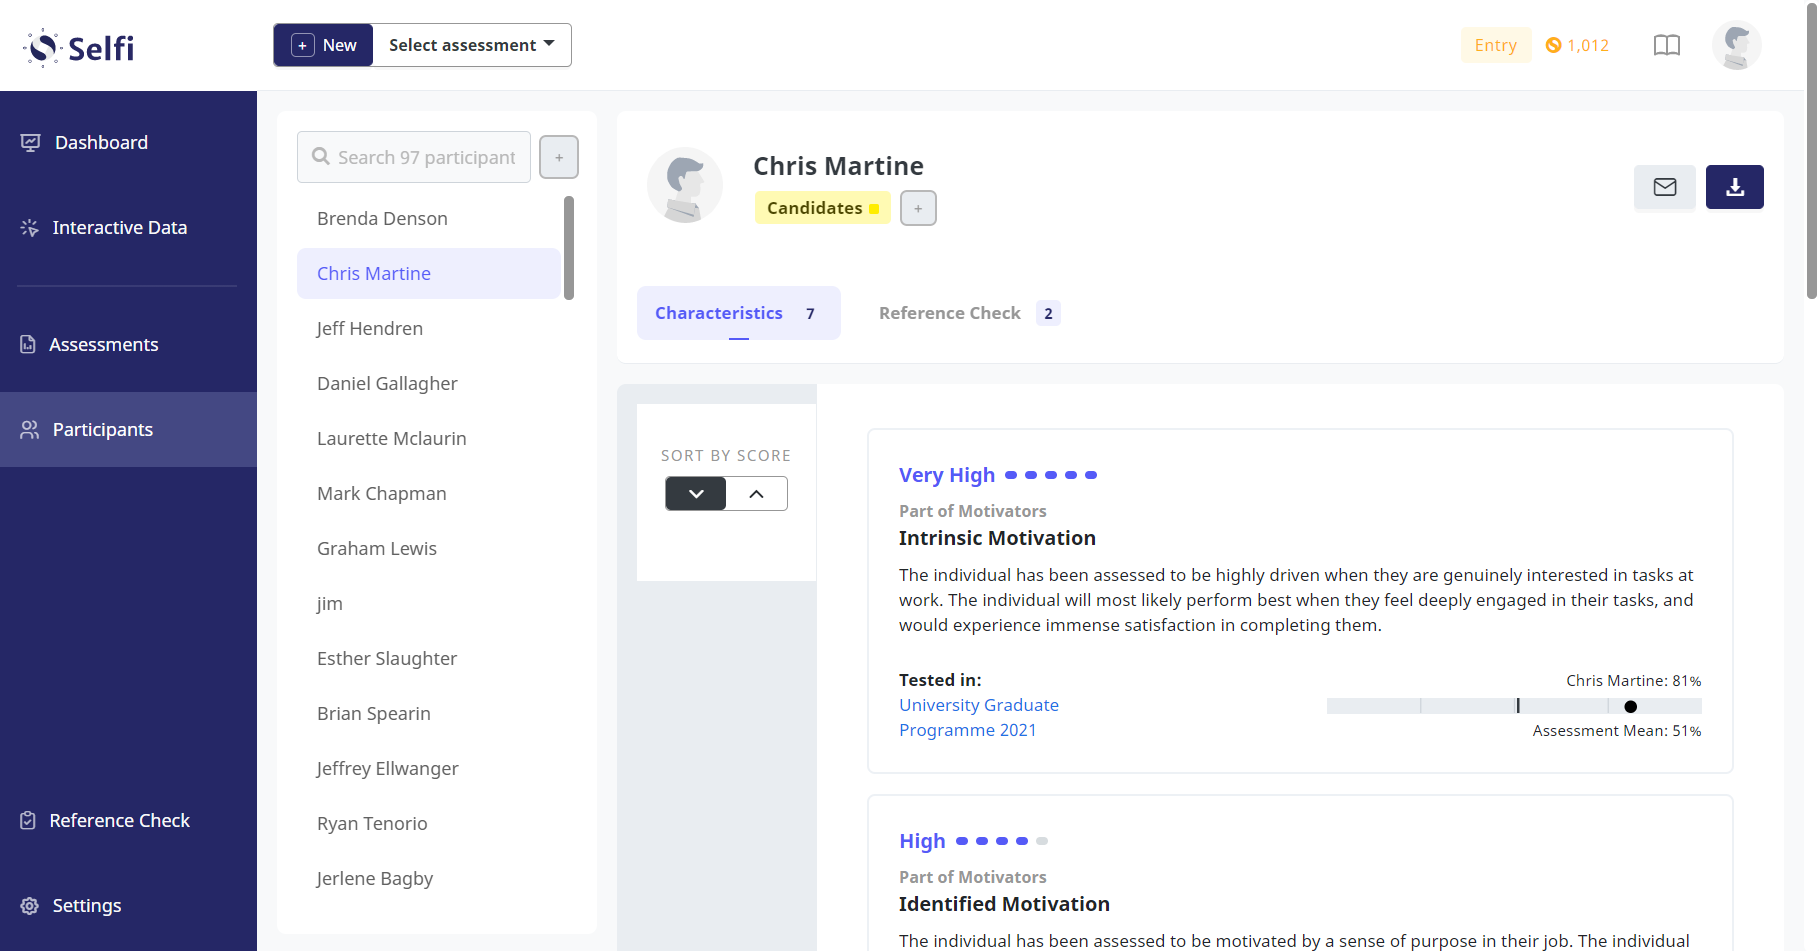 Selfi
+ New
Select assessment
Entry
1,012
Dashboard
Interactive Data
Assessments
Participants
Reference Check
Settings
Search 97 participant
+
Brenda Denson
Chris Martine
Jeff Hendren
Daniel Gallagher
Laurette Mclaurin
Mark Chapman
Graham Lewis
jim
Esther Slaughter
Brian Spearin
Jeffrey Ellwanger
Ryan Tenorio
Jerlene Bagby
Chris Martine
Candidates
+
Characteristics 7
Reference Check 2
SORT BY SCORE
Very High
Part of Motivators
Intrinsic Motivation
The individual has been assessed to be highly driven when they are genuinely interested in tasks at
work. The individual will most likely perform best when they feel deeply engaged in their tasks, and
would experience immense satisfaction in completing them.
Tested in:
University Graduate
Programme 2021
Chris Martine: 81%
Assessment Mean: 51%
High
Part of Motivators
Identified Motivation
The individual has been assessed to be motivated by a sense of purpose in their job. The individual